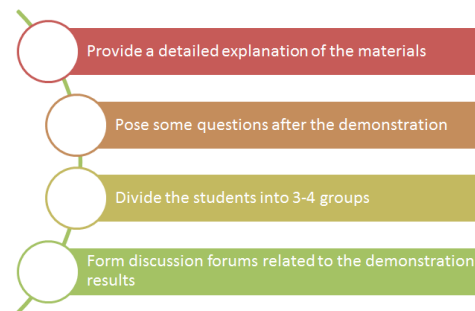 Provide a detailed explanation of the materials
Pose some questions after the demonstration
Divide the students into 3-4 groups
Form discussion forums related to the demonstration
results